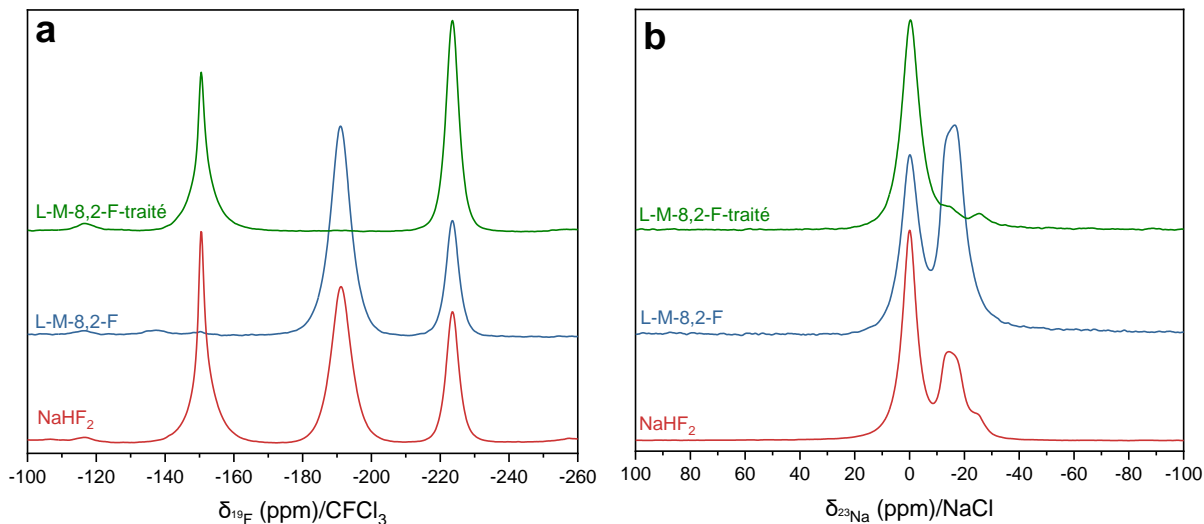 a
L-M-8,2-F-traité
L-M-8,2-F
NaHF2
-100 -120 -140 -160 -180 -200 -220 -240 -260
δ19F (ppm)/CFCl3
b
L-M-8,2-F-traité
L-M-8,2-F
NaHF2
100 80 60 40 20 0 -20 -40 -60 -80 -100
δ23Na (ppm)/NaCl